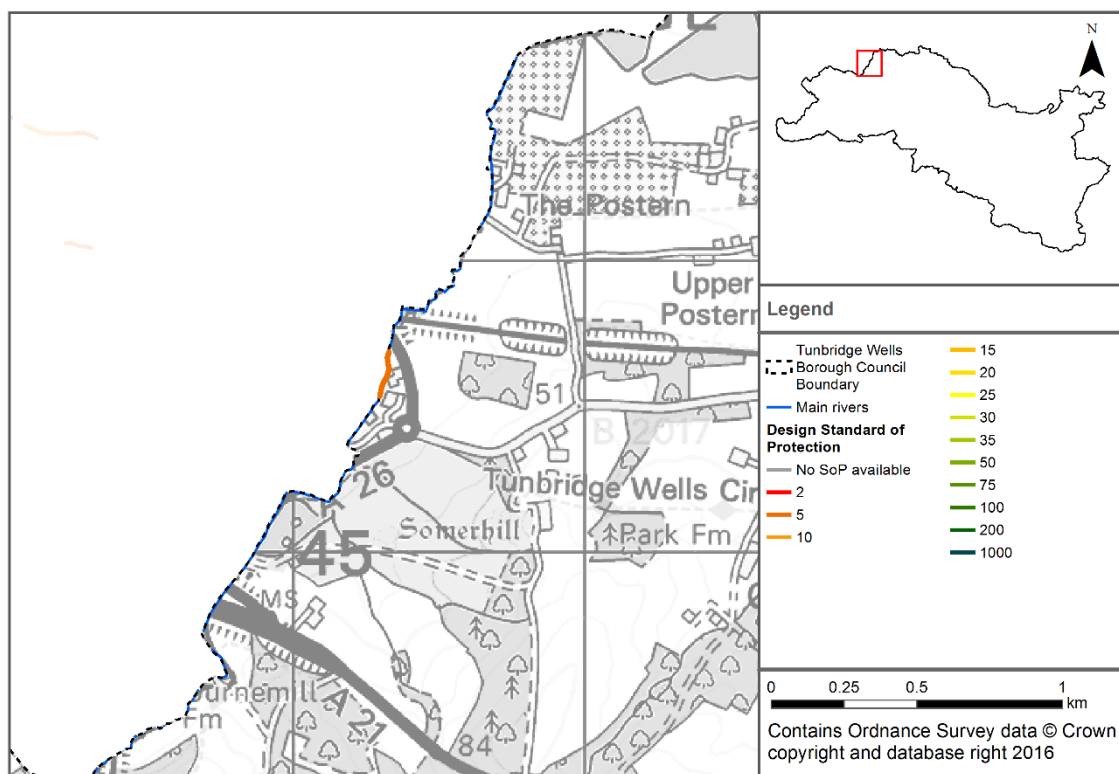 The Postern
Upper
Postern
51
B 2017
26
Tunbridge Wells Cir
Somerhill
Park Fm
45
MS
urnemill
Fm
A 21
84
N
Legend
Tunbridge Wells
Borough Council
Boundary
Main rivers
Design Standard of
Protection
No SoP available
2
5
10
15
20
25
30
35
50
75
100
200
1000
0 0.25 0.5 1
km
Contains Ordnance Survey data © Crown
copyright and database right 2016